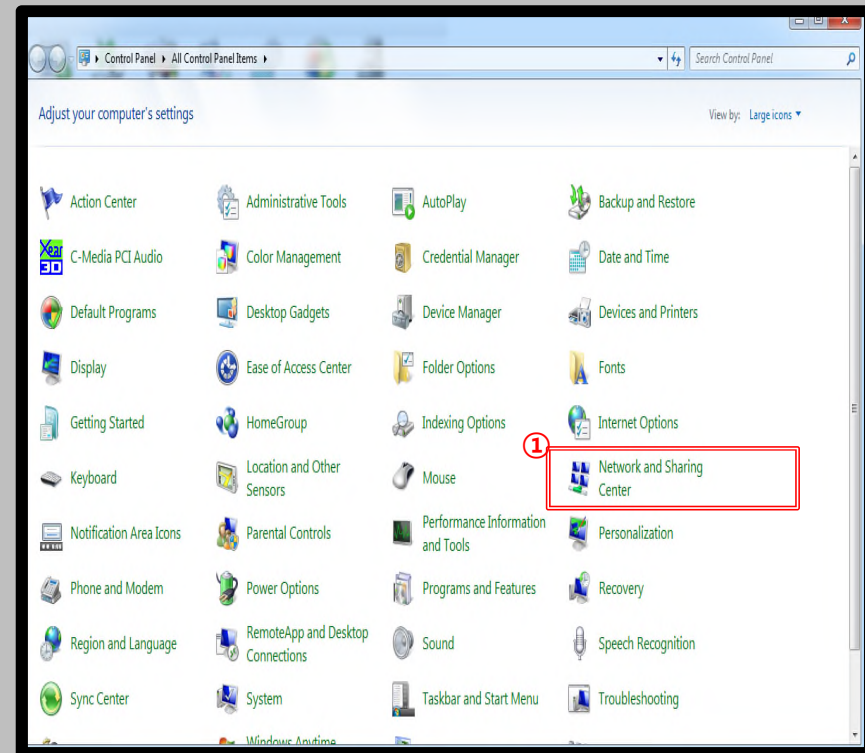 Control Panel ▸ All Control Panel Items ▸
Search Control Panel
Adjust your computer's settings
View by: Large icons
Action Center
Administrative Tools
AutoPlay
Backup and Restore
Xear 3D
C-Media PCI Audio
Color Management
Credential Manager
Date and Time
Default Programs
Desktop Gadgets
Device Manager
Devices and Printers
Display
Ease of Access Center
Folder Options
Fonts
Getting Started
HomeGroup
Indexing Options
Internet Options
①
Keyboard
Location and Other
Sensors
Mouse
Network and Sharing
Center
Notification Area Icons
Parental Controls
Performance Information
and Tools
Personalization
Phone and Modem
Power Options
Programs and Features
Recovery
Region and Language
RemoteApp and Desktop
Connections
Sound
Speech Recognition
Sync Center
System
Taskbar and Start Menu
Troubleshooting
Windows Anytime